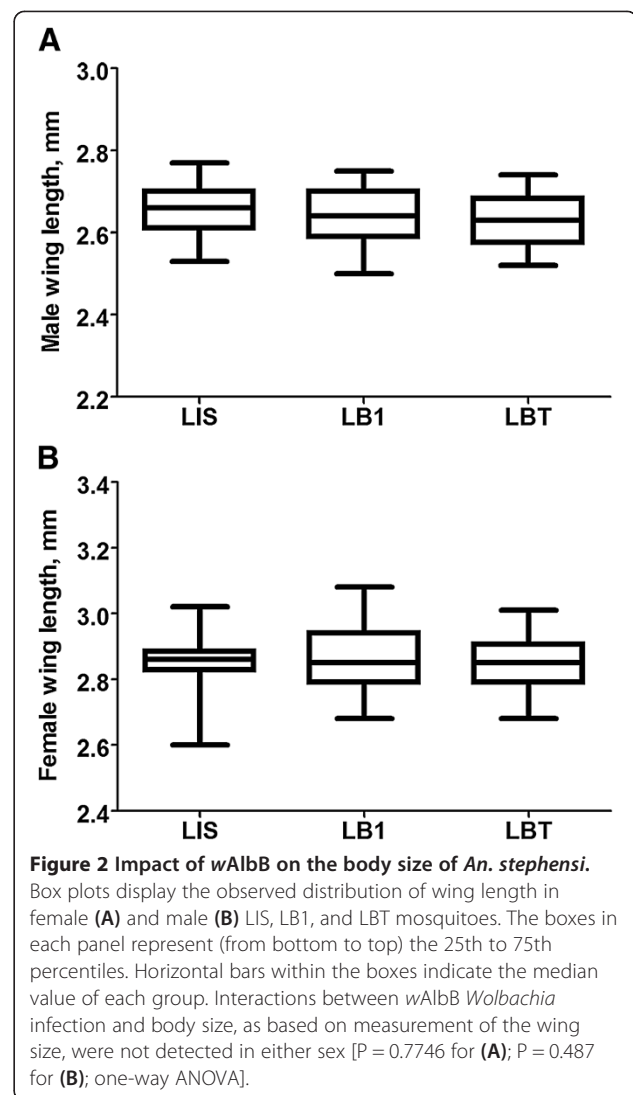 A
3.0
2.8
2.6
2.4
2.2
Male wing length, mm
LIS LB1 LBT
B
3.4
3.2
3.0
2.8
2.6
2.4
Female wing length, mm
LIS LB1 LBT
Figure 2 Impact of wAlbB on the body size of An. stephensi.
Box plots display the observed distribution of wing length in
female (A) and male (B) LIS, LB1, and LBT mosquitoes. The boxes in
each panel represent (from bottom to top) the 25th to 75th
percentiles. Horizontal bars within the boxes indicate the median
value of each group. Interactions between wAlbB Wolbachia
infection and body size, as based on measurement of the wing
size, were not detected in either sex [P = 0.7746 for (A); P = 0.487
for (B); one-way ANOVA].